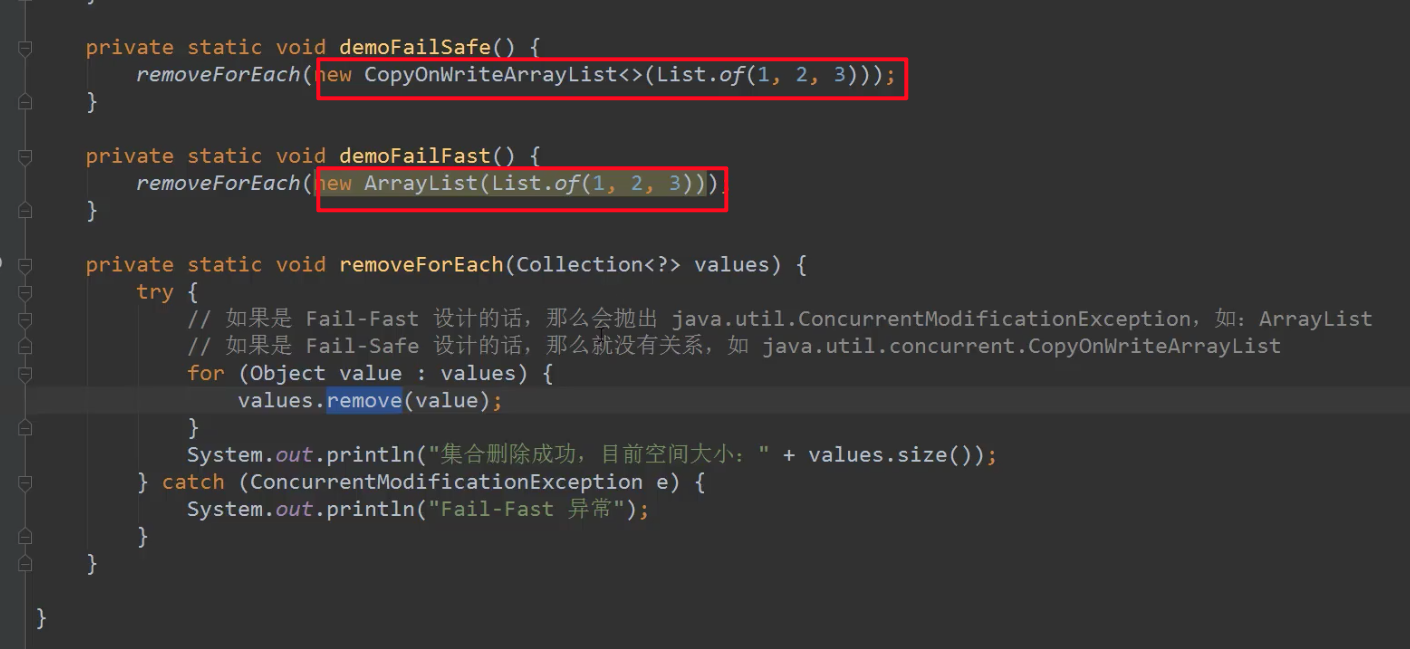 }
private static void demoFailSafe() {
removeForEach(new CopyOnWriteArrayList<>(List.of(1, 2, 3)));
}
private static void demoFailFast() {
removeForEach(new ArrayList(List.of(1, 2, 3)));
}
private static void removeForEach(Collection<?> values) {
try {
// 如果是 Fail-Fast 设计的话，那么会抛出 java.util.ConcurrentModificationException，如：ArrayList
// 如果是 Fail-Safe 设计的话，那么就没有关系，如 java.util.concurrent.CopyOnWriteArrayList
for (Object value : values) {
values.remove(value);
}
System.out.println("集合删除成功，目前空间大小：" + values.size());
} catch (ConcurrentModificationException e) {
System.out.println("Fail-Fast 异常");
}
}
}